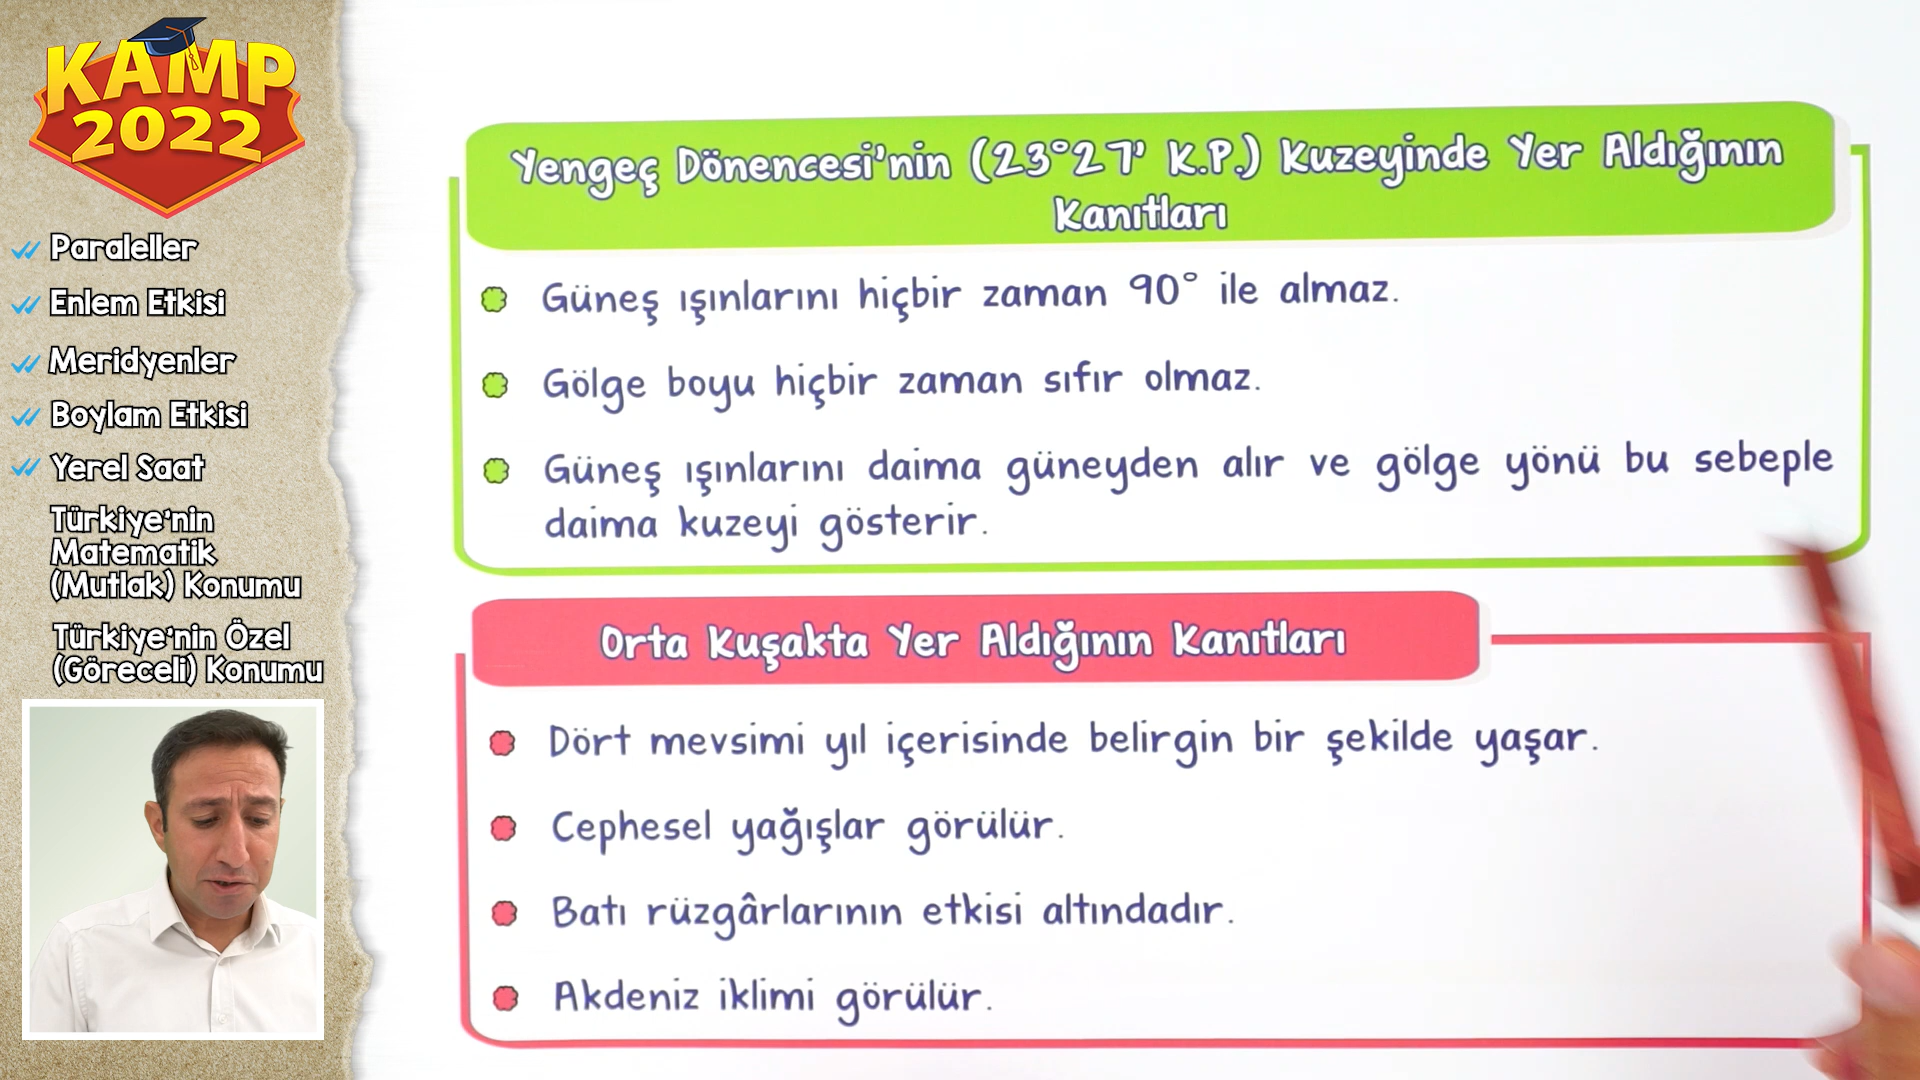 KAMP
2022
Paraleller
Enlem Etkisi
Meridyenler
Boylam Etkisi
Yerel Saat
Türkiye'nin
Matematik
(Mutlak) Konumu
Türkiye'nin Özel
(Göreceli) Konumu
Yengeç Dönencesi'nin (23°27' K.P.) Kuzeyinde Yer Aldığının
Kanıtları
Güneş ışınlarını hiçbir zaman 90° ile almaz.
Gölge boyu hiçbir zaman sıfır olmaz.
Güneş ışınlarını daima güneyden alır ve gölge yönü bu sebeple
daima kuzeyi gösterir.
Orta Kuşakta Yer Aldığının Kanıtları
Dört mevsimi yıl içerisinde belirgin bir şekilde yaşar.
Cephesel yağışlar görülür.
Batı rüzgârlarının etkisi altındadır.
Akdeniz iklimi görülür.